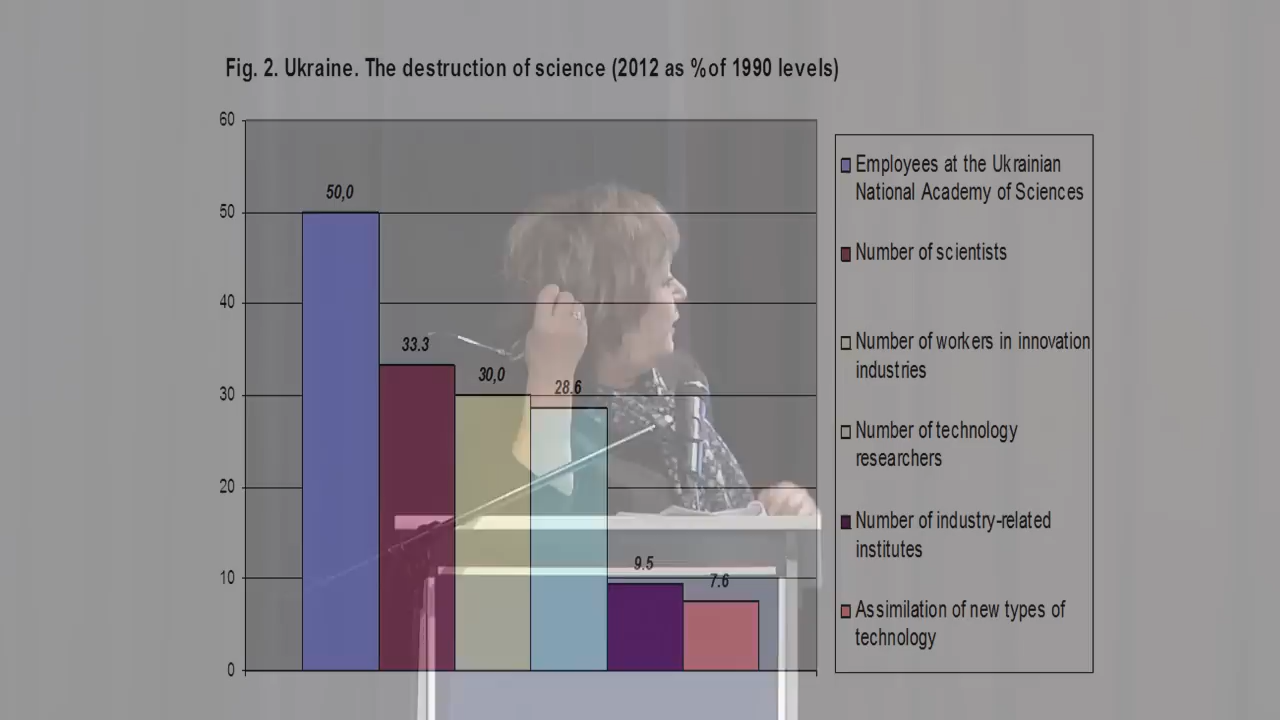 Fig. 2. Ukraine. The destruction of science (2012 as % of 1990 levels)
60
50
40
30
20
10
0
50,0
33.3
30,0
28.6
9.5
7.6
Employees at the Ukrainian
National Academy of Sciences
Number of scientists
Number of workers in innovation
industries
Number of technology
researchers
Number of industry-related
institutes
Assimilation of new types of
technology